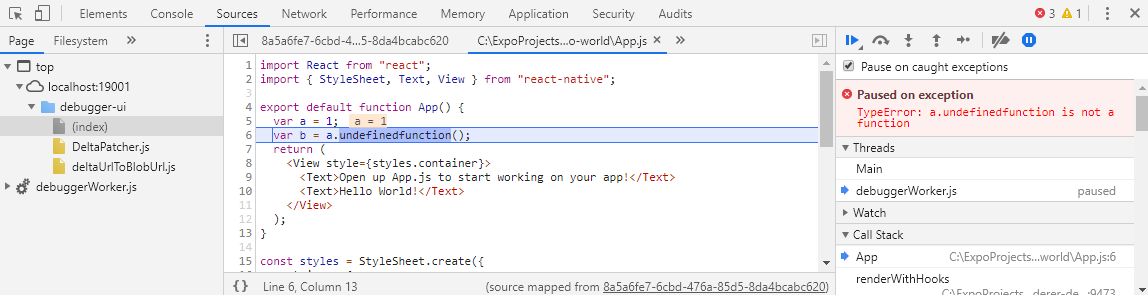 Elements Console Sources Performance Memory Application Security Audits 3 1
Page Filesystem
top
localhost:19001
debugger-ui
(index)
DeltaPatcher.js
deltaUrlToBlobUrl.js
debuggerWorker.js
8a5a6fe7-6cbd-4…5-8da4bcabc620 C:\ExpoProjects…o-world\App.js
1 import React from "react";
2 import { StyleSheet, Text, View } from "react-native";
3
4 export default function App() {
5 var a = 1; a = 1
6 var b = a.undefinedfunction();
7 return (
8 <View style={styles.container}>
9 <Text>Open up App.js to start working on your app!</Text>
10 <Text>Hello World!</Text>
11 </View>
12 );
13 }
14
15 const styles = StyleSheet.create({
{} Line 6, Column 13 (source mapped from 8a5a6fe7-6cbd-476a-85d5-8da4bcabc620)
Pause on caught exceptions
Paused on exception
TypeError: a.undefinedfunction is not a
function
Threads
Main
debuggerWorker.js paused
Watch
Call Stack
App C:\ExpoProjects…world\App.js:6
renderWithHooks
C:\ExpoProjects…derer-de…:9473